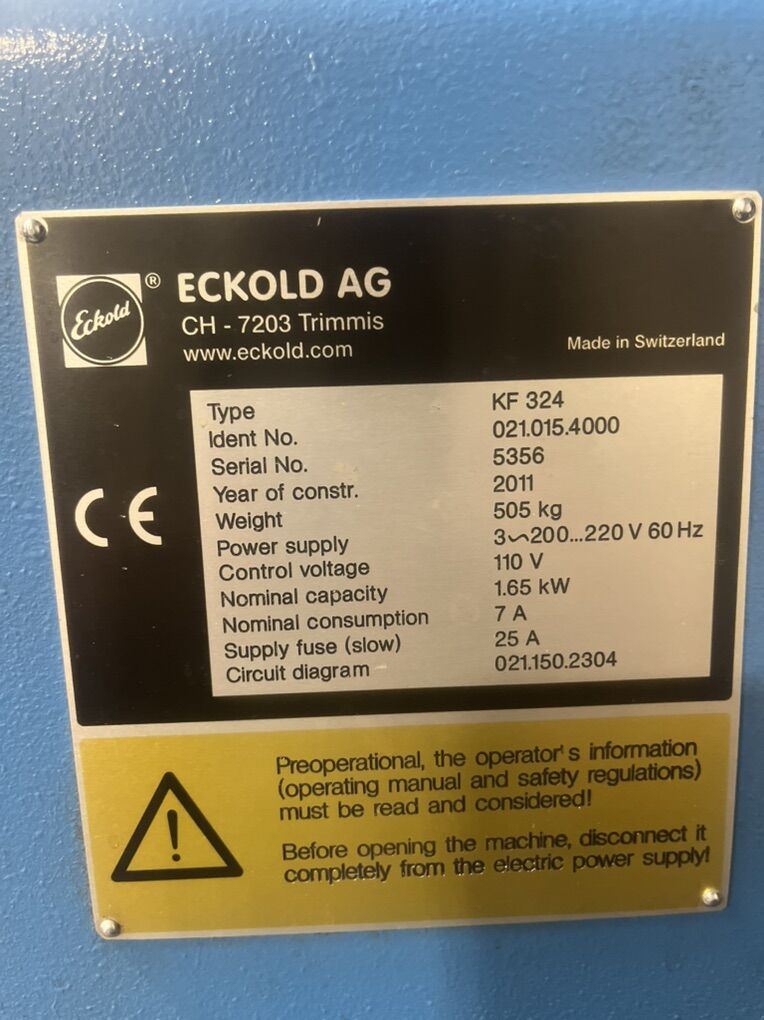 Eckold ® ECKOLD AG
CH - 7203 Trimmis
www.eckold.com
Made in Switzerland
CE
Type KF 324
Ident No. 021.015.4000
Serial No. 5356
Year of constr. 2011
Weight 505 kg
Power supply 3~200...220 V 60 Hz
Control voltage 110 V
Nominal capacity 1.65 kW
Nominal consumption 7 A
Supply fuse (slow) 25 A
Circuit diagram 021.150.2304
Preoperational, the operator's information
(operating manual and safety regulations)
must be read and considered!
Before opening the machine, disconnect it
completely from the electric power supply!